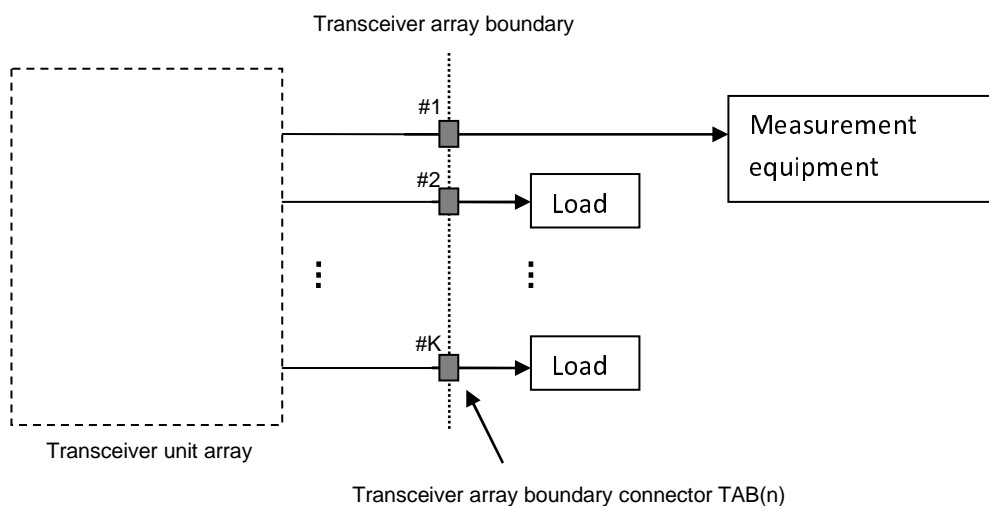 Transceiver array boundary
#1
Measurement
equipment
#2
Load
#K
Load
Transceiver unit array
Transceiver array boundary connector TAB(n)